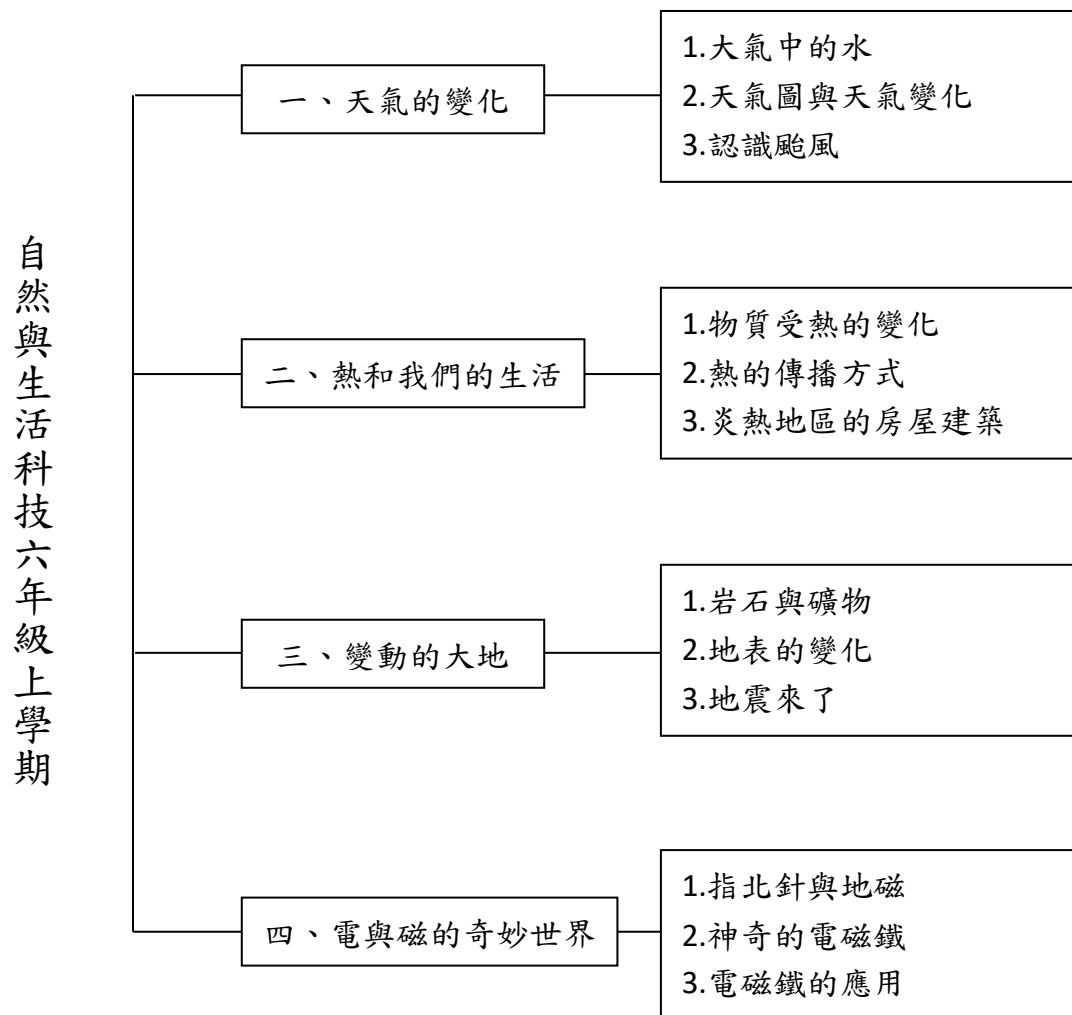 自然與生活科技六年級上學期
一、天氣的變化
1.大氣中的水
2.天氣圖與天氣變化
3.認識颱風
二、熱和我們的生活
1.物質受熱的變化
2.熱的傳播方式
3.炎熱地區的房屋建築
三、變動的大地
1.岩石與礦物
2.地表的變化
3.地震來了
四、電與磁的奇妙世界
1.指北針與地磁
2.神奇的電磁鐵
3.電磁鐵的應用